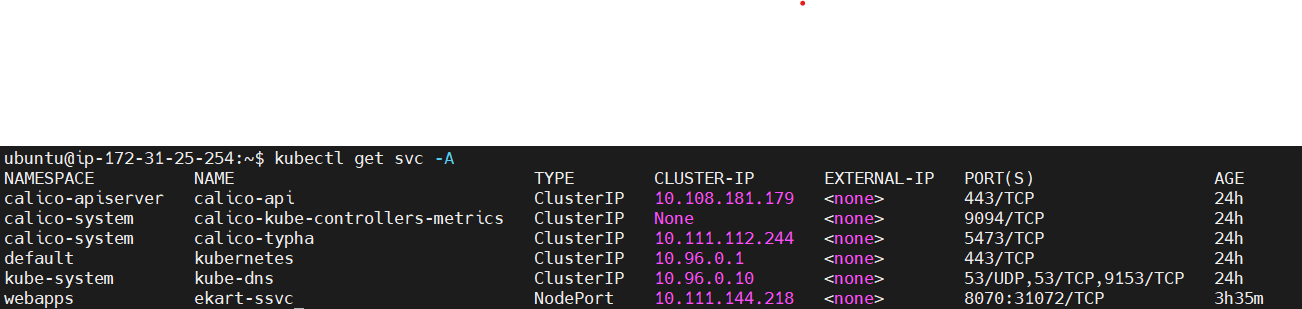 ubuntu@ip-172-31-25-254:~$ kubectl get svc -A
NAMESPACE NAME TYPE CLUSTER-IP EXTERNAL-IP PORT(S) AGE
calico-apiserver calico-api ClusterIP 10.108.181.179 <none> 443/TCP 24h
calico-system calico-kube-controllers-metrics ClusterIP None <none> 9094/TCP 24h
calico-system calico-typha ClusterIP 10.111.112.244 <none> 5473/TCP 24h
default kubernetes ClusterIP 10.96.0.1 <none> 443/TCP 24h
kube-system kube-dns ClusterIP 10.96.0.10 <none> 53/UDP,53/TCP,9153/TCP 24h
webapps ekart-ssvc NodePort 10.111.144.218 <none> 8070:31072/TCP 3h35m